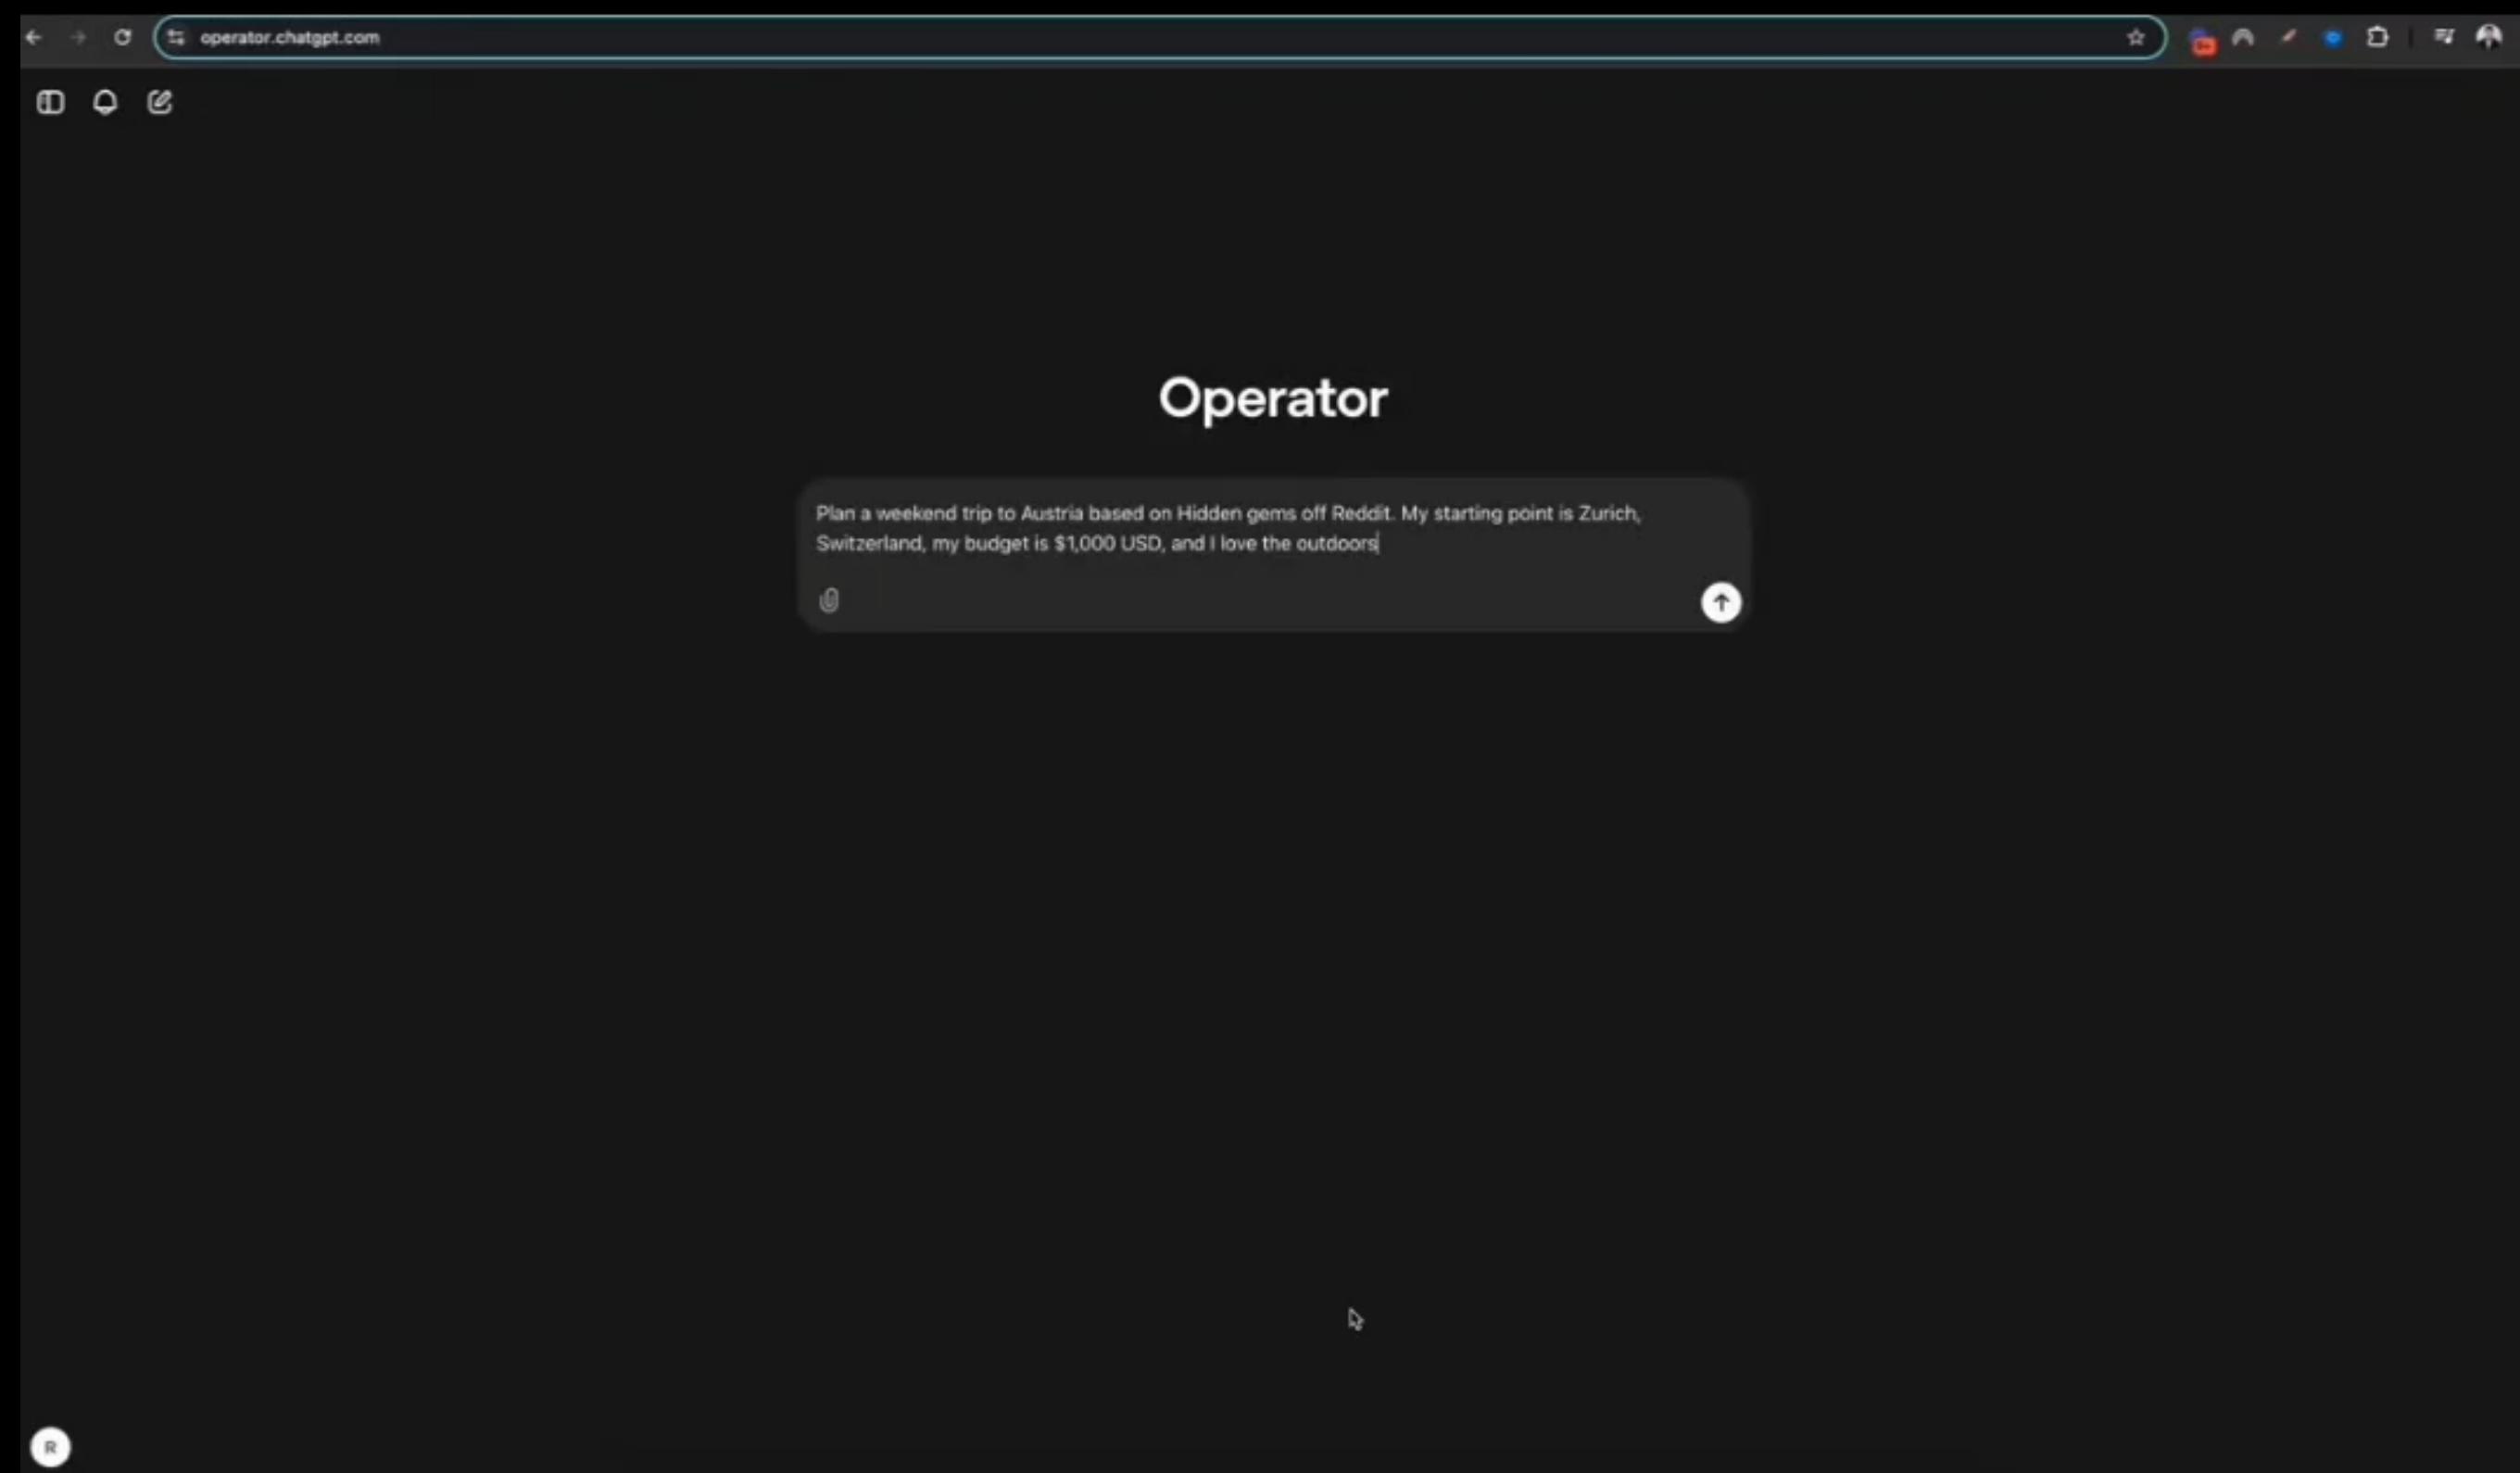 operator.chatgpt.com
Operator
Plan a weekend trip to Austria based on Hidden gems off Reddit. My starting point is Zurich,
Switzerland, my budget is $1,000 USD, and I love the outdoors
R